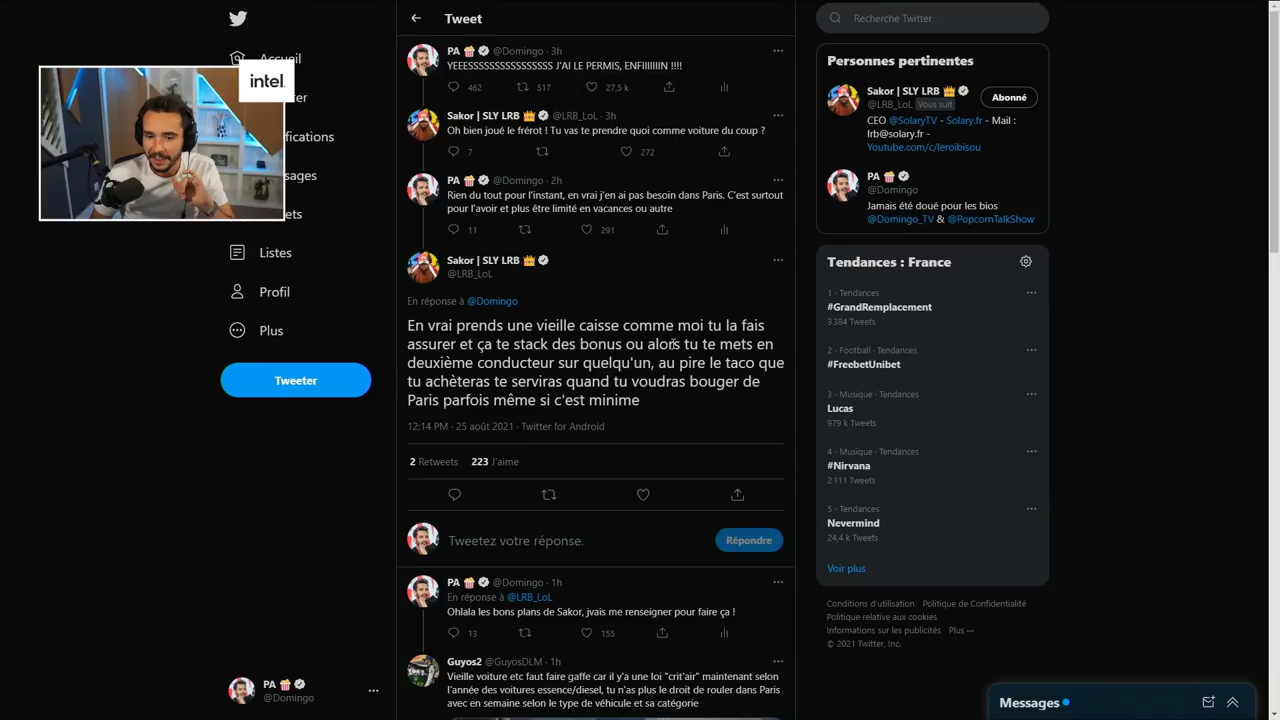 intel.
Accueil
rer
ifications
ssages
ets
Listes
Profil
Plus
Tweeter
PA
@Domingo
Tweet
PA @Domingo · 3h
YEEESSSSSSSSSSSSSSS J'AI LE PERMIS, ENFIIIIIIIN !!!!
462 517 27,5 k
Sakor | SLY LRB @LRB_LoL · 3h
Oh bien joué le frérot ! Tu vas te prendre quoi comme voiture du coup ?
7 272
PA @Domingo · 2h
Rien du tout pour l'instant, en vrai j'en ai pas besoin dans Paris. C'est surtout
pour l'avoir et plus être limité en vacances ou autre
11 291
Sakor | SLY LRB
@LRB_LoL
En réponse à @Domingo
En vrai prends une vieille caisse comme moi tu la fais
assurer et ça te stack des bonus ou alors tu te mets en
deuxième conducteur sur quelqu'un, au pire le taco que
tu achèteras te serviras quand tu voudras bouger de
Paris parfois même si c'est minime
12:14 PM · 25 août 2021 · Twitter for Android
2 Retweets 223 J'aime
Tweetez votre réponse.
Répondre
PA @Domingo · 1h
En réponse à @LRB_LoL
Ohlala les bons plans de Sakor, jvais me renseigner pour faire ça !
13 155
Guyos2 @GuyosDLM · 1h
Vieille voiture etc faut faire gaffe car il y'a une loi "crit'air" maintenant selon
l'année des voitures essence/diesel, tu n'as plus le droit de rouler dans Paris
avec en semaine selon le type de véhicule et sa catégorie
Recherche Twitter
Personnes pertinentes
Sakor | SLY LRB
@LRB_LoL Vous suit
Abonné
CEO @SolaryTV - Solary.fr - Mail :
lrb@solary.fr -
Youtube.com/c/leroibisou
PA
@Domingo
Jamais été doué pour les bios
@Domingo_TV & @PopcornTalkShow
Tendances : France
1 · Tendances
#GrandRemplacement
3 384 Tweets
2 · Football · Tendances
#FreebetUnibet
3 · Musique · Tendances
Lucas
979 k Tweets
4 · Musique · Tendances
#Nirvana
2 111 Tweets
5 · Tendances
Nevermind
24,4 k Tweets
Voir plus
Conditions d'utilisation Politique de Confidentialité
Politique relative aux cookies
Informations sur les publicités Plus ···
© 2021 Twitter, Inc.
Messages